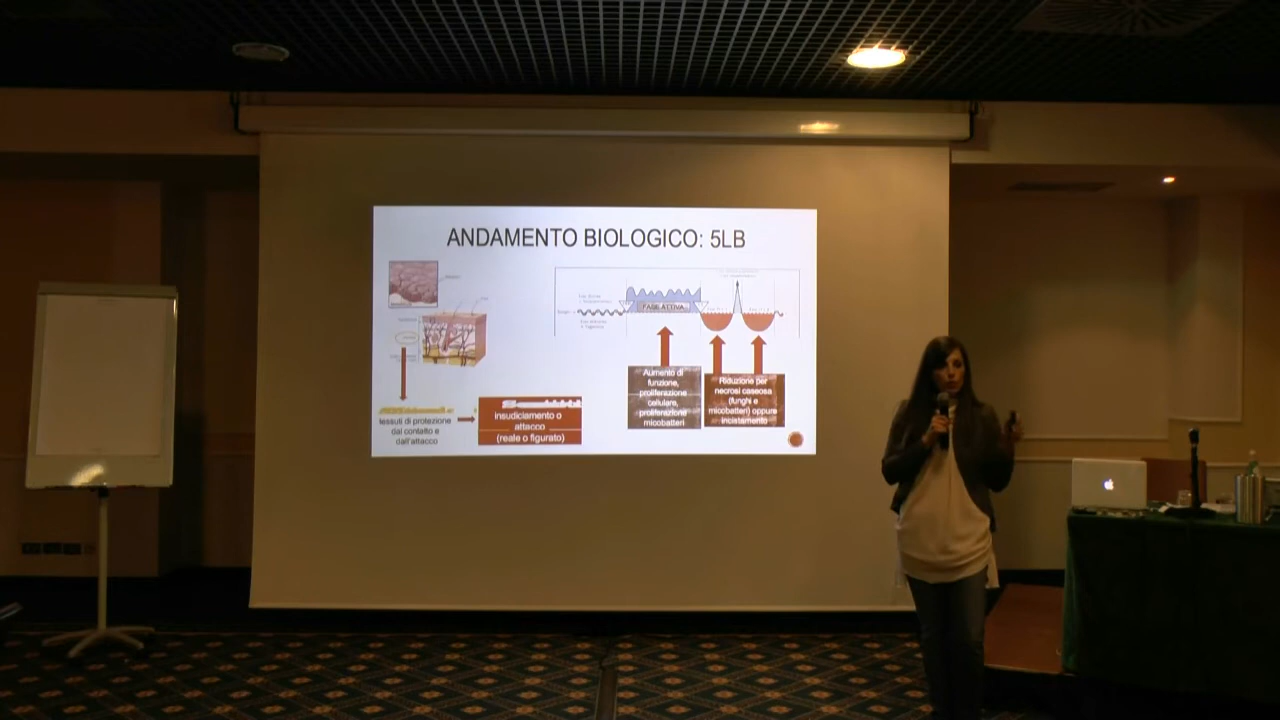 ANDAMENTO BIOLOGICO: 5LB
FASE ATTIVA
tessuti di protezione
dal contatto e
dall'attacco
insudiciamento o
attacco
(reale o figurato)
Aumento di
funzione,
proliferazione
cellulare,
proliferazione
micobatteri
Riduzione per
necrosi caseosa
(funghi e
micobatteri) oppure
incistamento